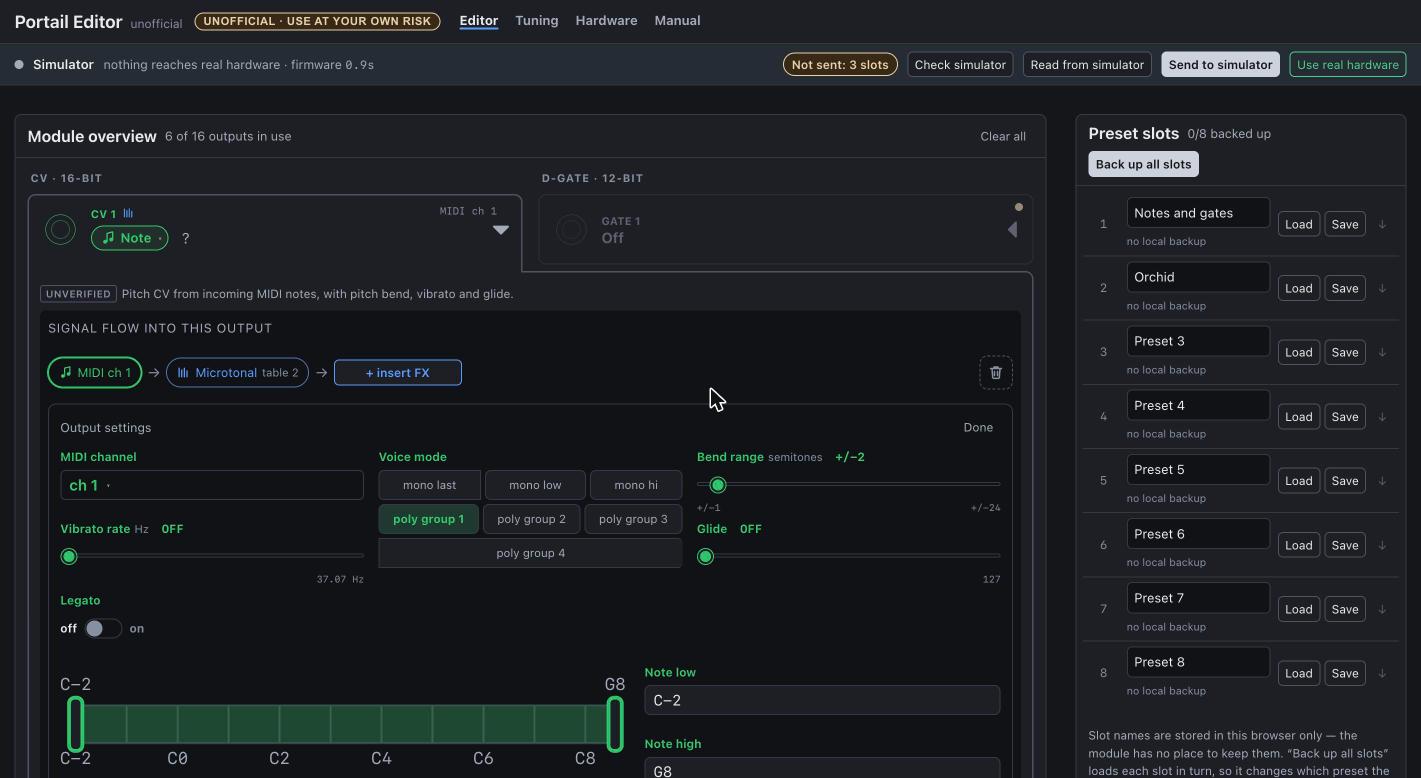 Portail Editor unofficial UNOFFICIAL · USE AT YOUR OWN RISK Editor Tuning Hardware Manual
Simulator nothing reaches real hardware · firmware 0.9s Not sent: 3 slots Check simulator Read from simulator Send to simulator Use real hardware
Module overview 6 of 16 outputs in use Clear all
CV · 16-BIT D-GATE · 12-BIT
CV 1 MIDI ch 1
Note ?
GATE 1
Off
UNVERIFIED Pitch CV from incoming MIDI notes, with pitch bend, vibrato and glide.
SIGNAL FLOW INTO THIS OUTPUT
MIDI ch 1 → Microtonal table 2 → + insert FX
Output settings Done
MIDI channel
ch 1
Voice mode
mono last mono low mono hi
poly group 1 poly group 2 poly group 3
poly group 4
Bend range semitones +/−2
+/−1 +/−24
Vibrato rate Hz OFF
37.07 Hz
Glide OFF
127
Legato
off on
C−2 G8
C−2 C0 C2 C4 C6 C8
Note low
C−2
Note high
G8
Preset slots 0/8 backed up
Back up all slots
1 Notes and gates Load Save ↓
no local backup
2 Orchid Load Save ↓
no local backup
3 Preset 3 Load Save ↓
no local backup
4 Preset 4 Load Save ↓
no local backup
5 Preset 5 Load Save ↓
no local backup
6 Preset 6 Load Save ↓
no local backup
7 Preset 7 Load Save ↓
no local backup
8 Preset 8 Load Save ↓
no local backup
Slot names are stored in this browser only — the
module has no place to keep them. “Back up all slots”
loads each slot in turn, so it changes which preset the